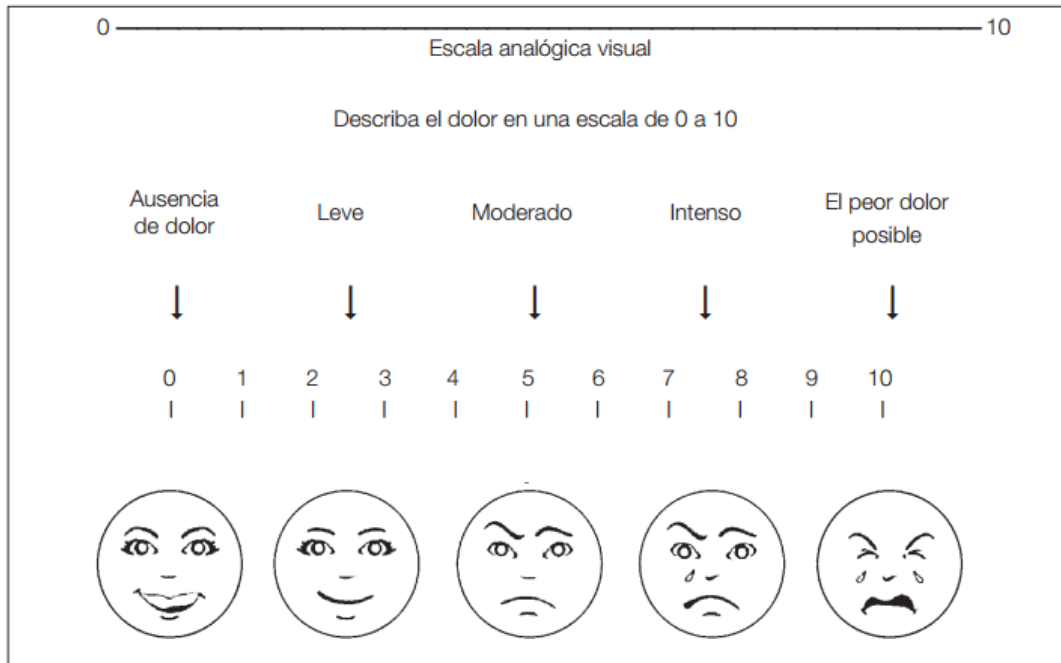 0 10
Escala analógica visual
Describa el dolor en una escala de 0 a 10
Ausencia
de dolor
Leve
Moderado
Intenso
El peor dolor
posible
0 1 2 3 4 5 6 7 8 9 10